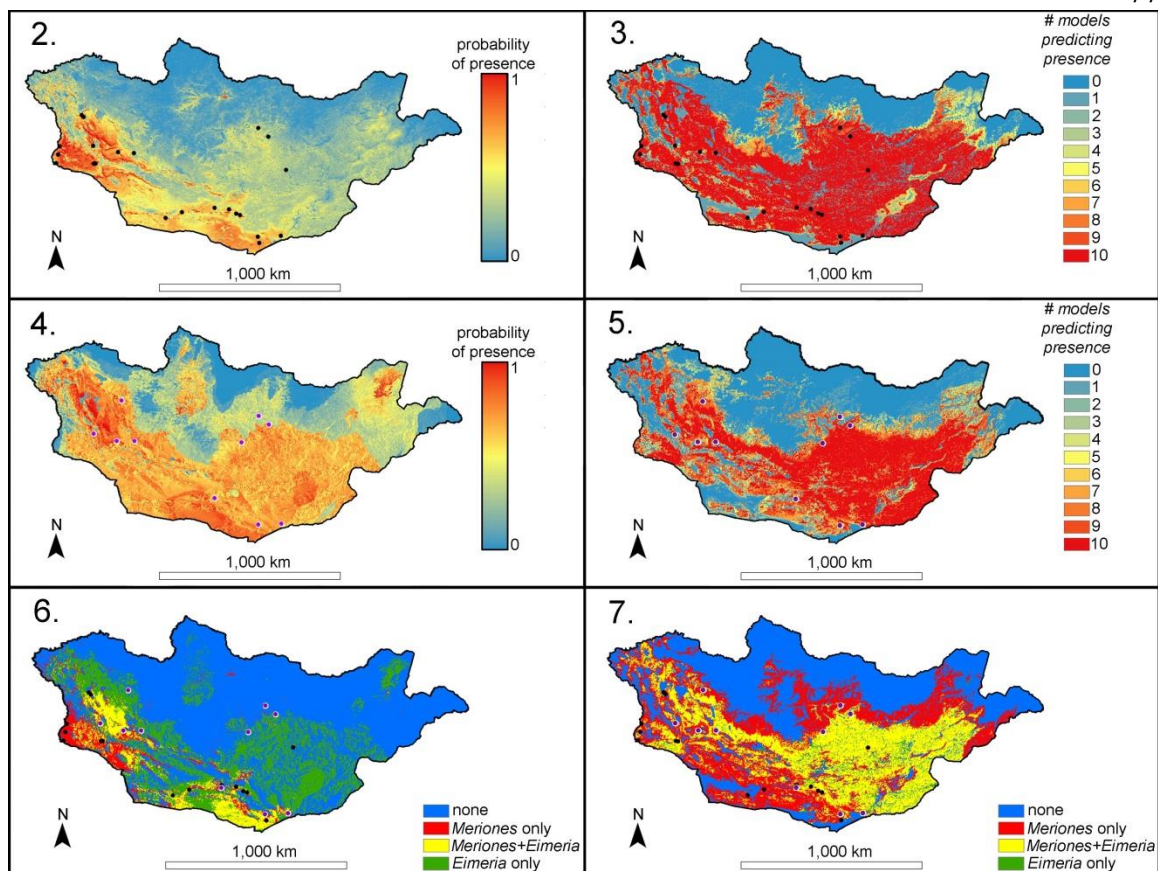 2.
probability
of presence
1
0
N
1,000 km
3.
# models
predicting
presence
0
1
2
3
4
5
6
7
8
9
10
N
1,000 km
4.
probability
of presence
1
0
N
1,000 km
5.
# models
predicting
presence
0
1
2
3
4
5
6
7
8
9
10
N
1,000 km
6.
N
none
Meriones only
Meriones+Eimeria
Eimeria only
1,000 km
7.
N
none
Meriones only
Meriones+Eimeria
Eimeria only
1,000 km